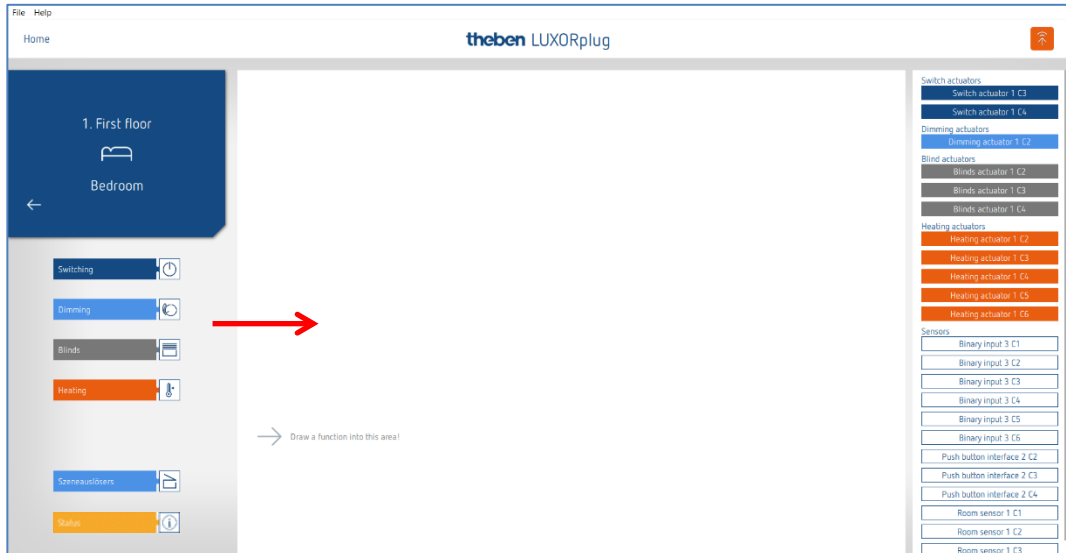 File Help
Home
theben LUXORplug
1. First floor
Bedroom
Switching
Dimming
Blinds
Heating
Szeneauslösers
Status
Draw a function into this area!
Switch actuators
Switch actuator 1 C3
Switch actuator 1 C4
Dimming actuators
Dimming actuator 1 C2
Blind actuators
Blinds actuator 1 C2
Blinds actuator 1 C3
Blinds actuator 1 C4
Heating actuators
Heating actuator 1 C2
Heating actuator 1 C3
Heating actuator 1 C4
Heating actuator 1 C5
Heating actuator 1 C6
Sensors
Binary input 3 C1
Binary input 3 C2
Binary input 3 C3
Binary input 3 C4
Binary input 3 C5
Binary input 3 C6
Push button interface 2 C2
Push button interface 2 C3
Push button interface 2 C4
Room sensor 1 C1
Room sensor 1 C2
Room sensor 1 C3